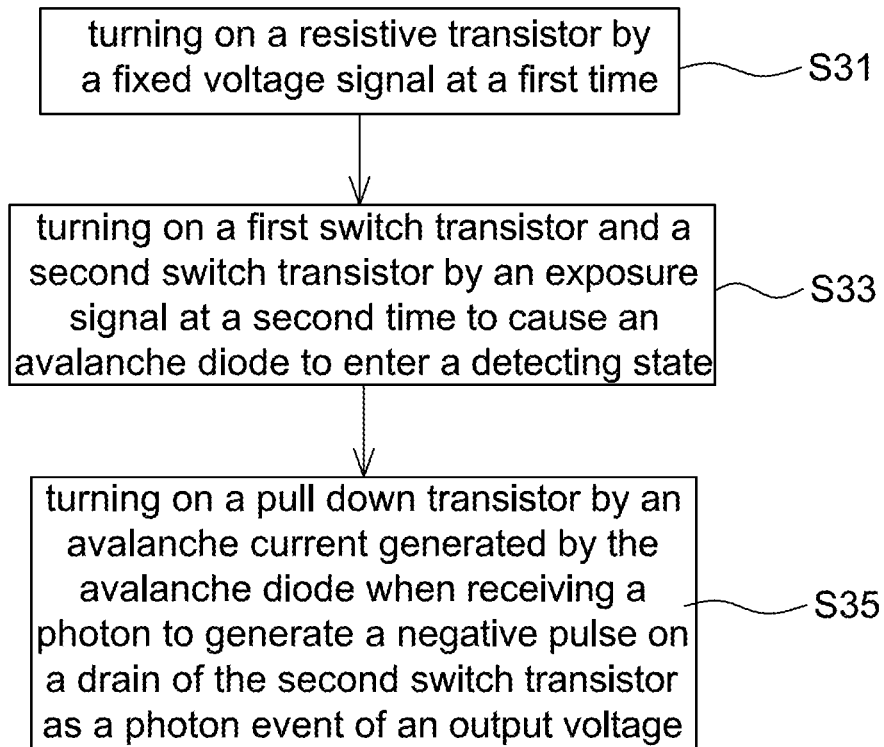 turning on a resistive transistor by
a fixed voltage signal at a first time
S31
turning on a first switch transistor and a
second switch transistor by an exposure
signal at a second time to cause an
avalanche diode to enter a detecting state
S33
turning on a pull down transistor by an
avalanche current generated by the
avalanche diode when receiving a
photon to generate a negative pulse on
a drain of the second switch transistor
as a photon event of an output voltage
S35